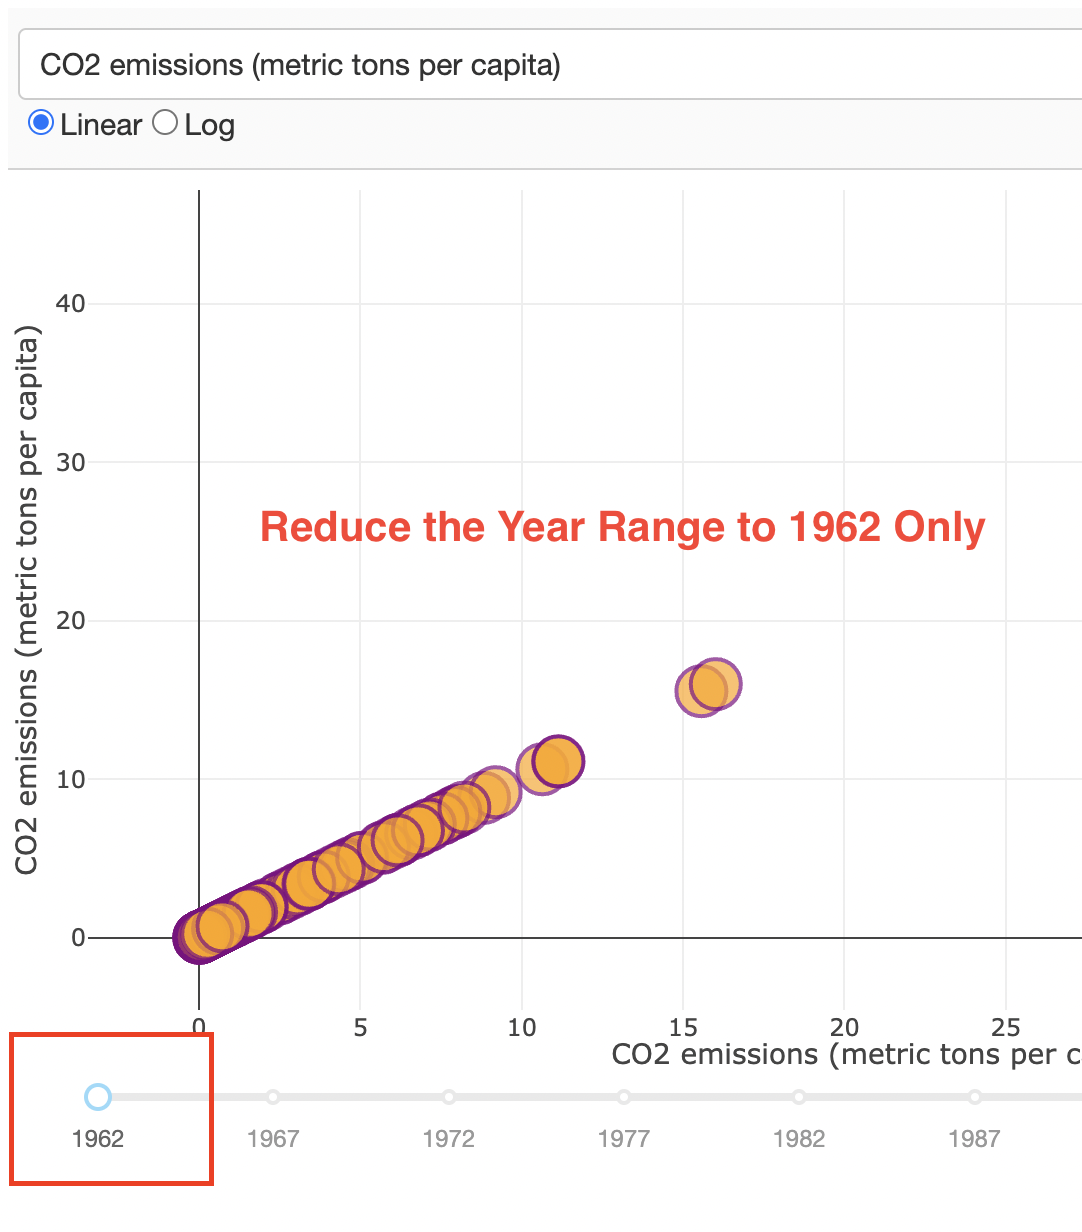 CO2 emissions (metric tons per capita)
Linear Log
CO2 emissions (metric tons per capita)
40
30
Reduce the Year Range to 1962 Only
20
10
0
0 5 10 15 20 25
CO2 emissions (metric tons per c
1962 1967 1972 1977 1982 1987